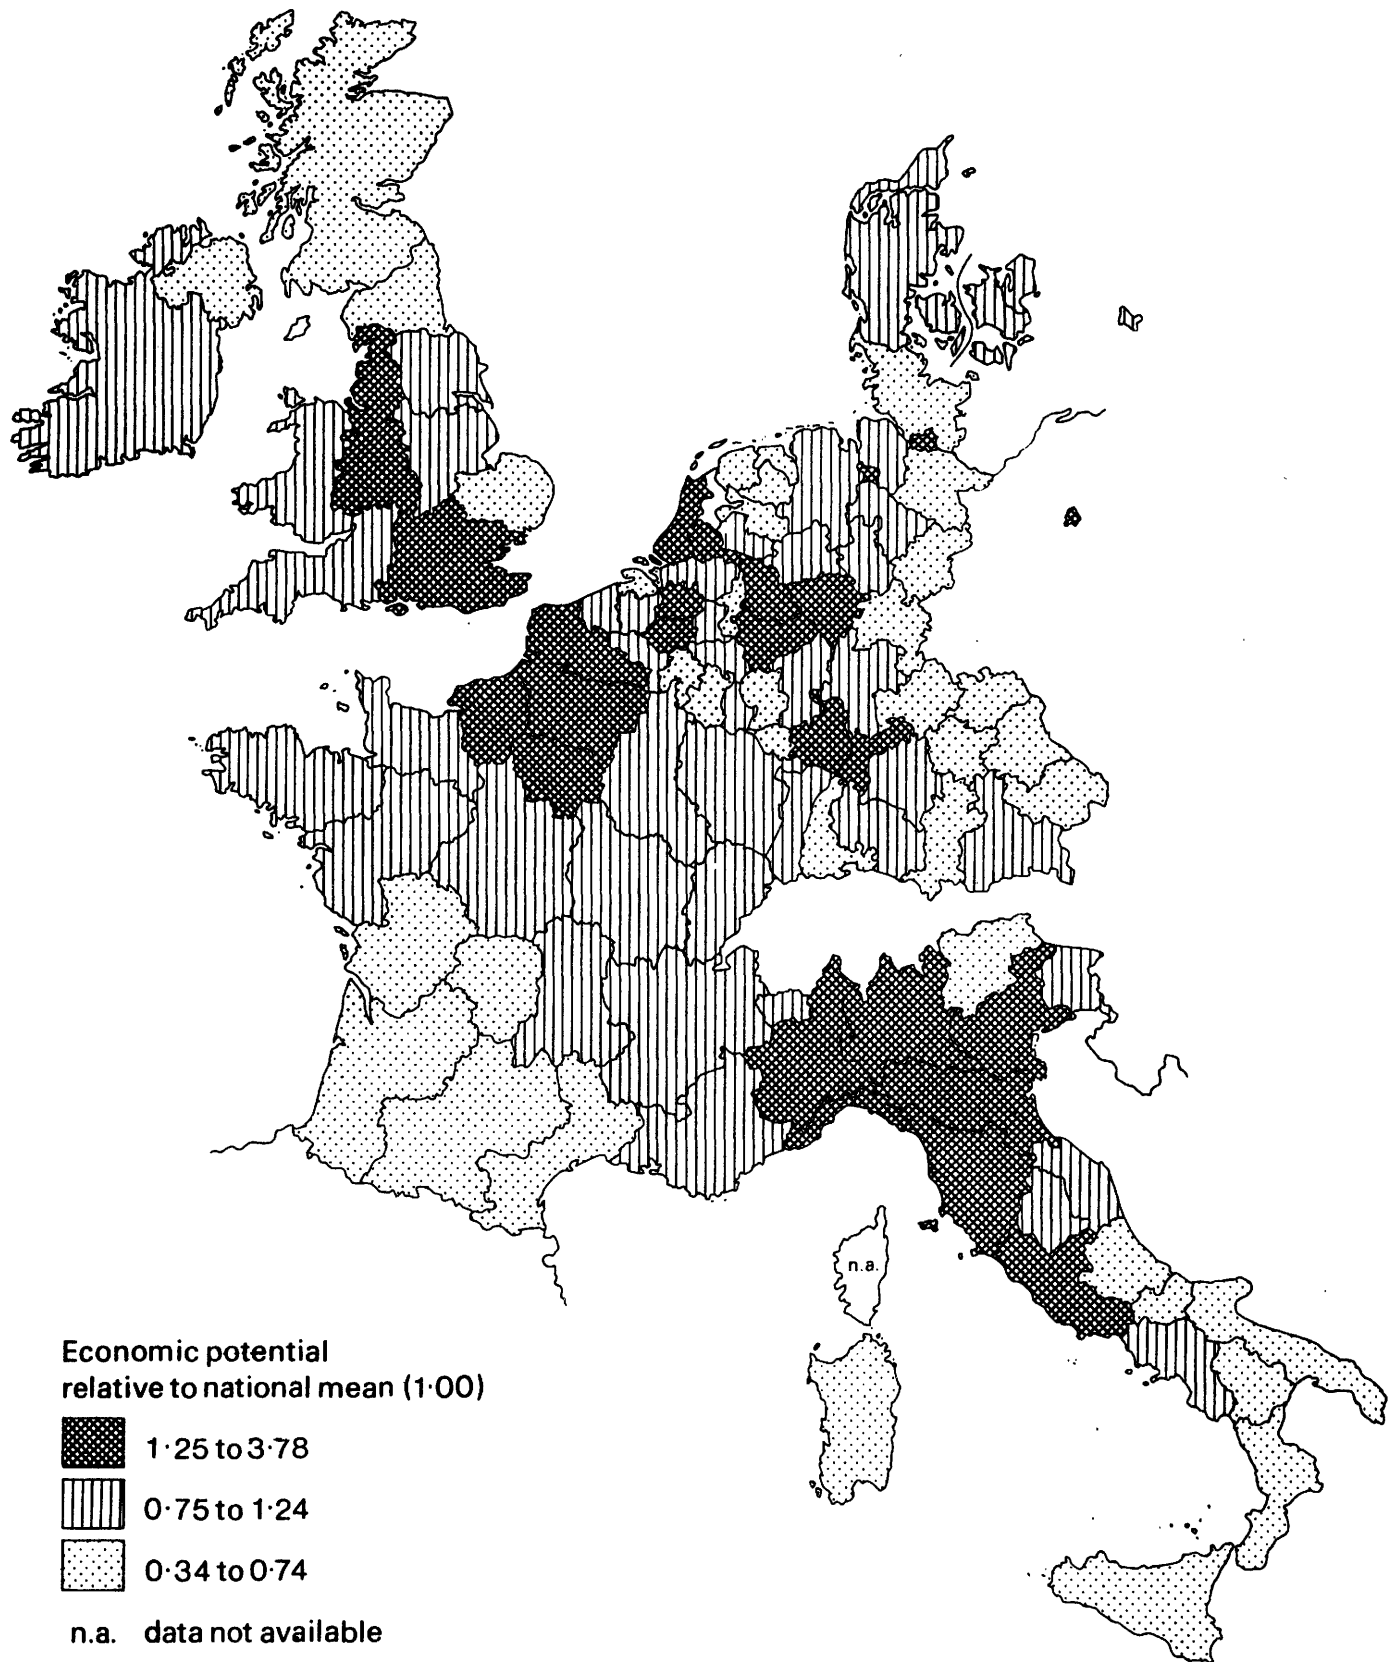 n.a.
Economic potential
relative to national mean (1·00)
1·25 to 3·78
0·75 to 1·24
0·34 to 0·74
n.a. data not available